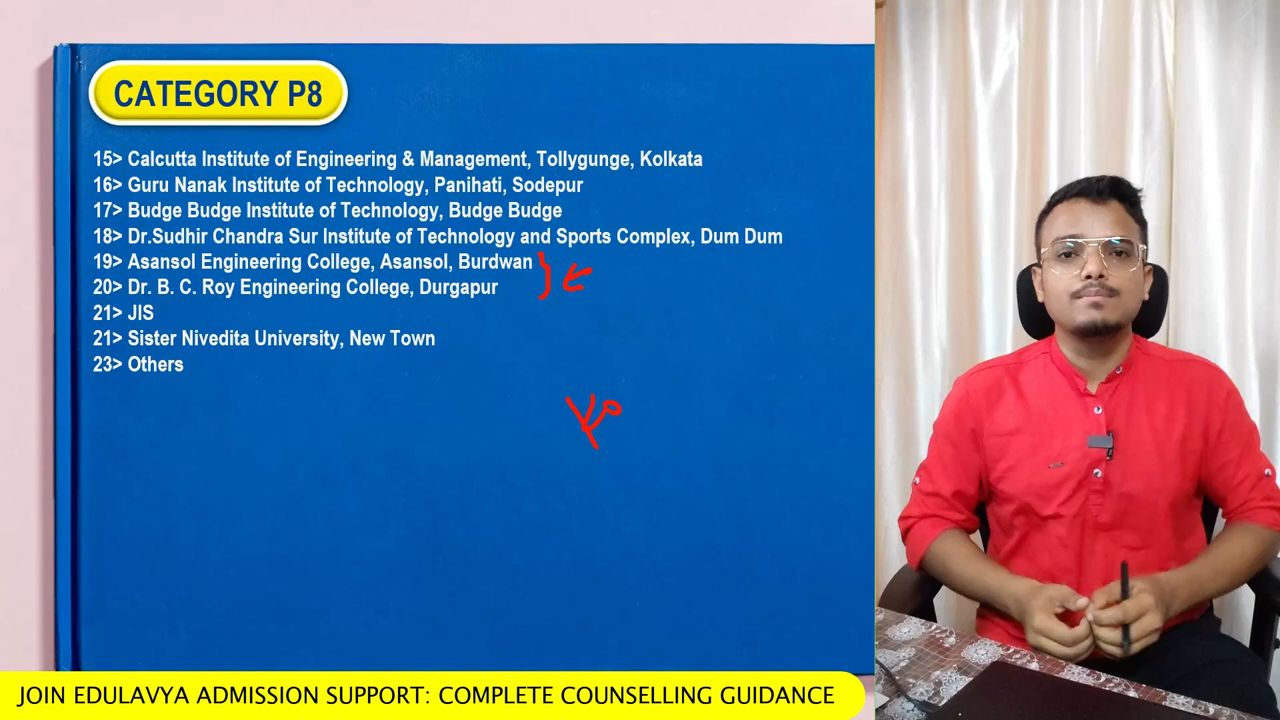 CATEGORY P8
15> Calcutta Institute of Engineering & Management, Tollygunge, Kolkata
16> Guru Nanak Institute of Technology, Panihati, Sodepur
17> Budge Budge Institute of Technology, Budge Budge
18> Dr.Sudhir Chandra Sur Institute of Technology and Sports Complex, Dum Dum
19> Asansol Engineering College, Asansol, Burdwan
20> Dr. B. C. Roy Engineering College, Durgapur
21> JIS
21> Sister Nivedita University, New Town
23> Others
JOIN EDULAVYA ADMISSION SUPPORT: COMPLETE COUNSELLING GUIDANCE